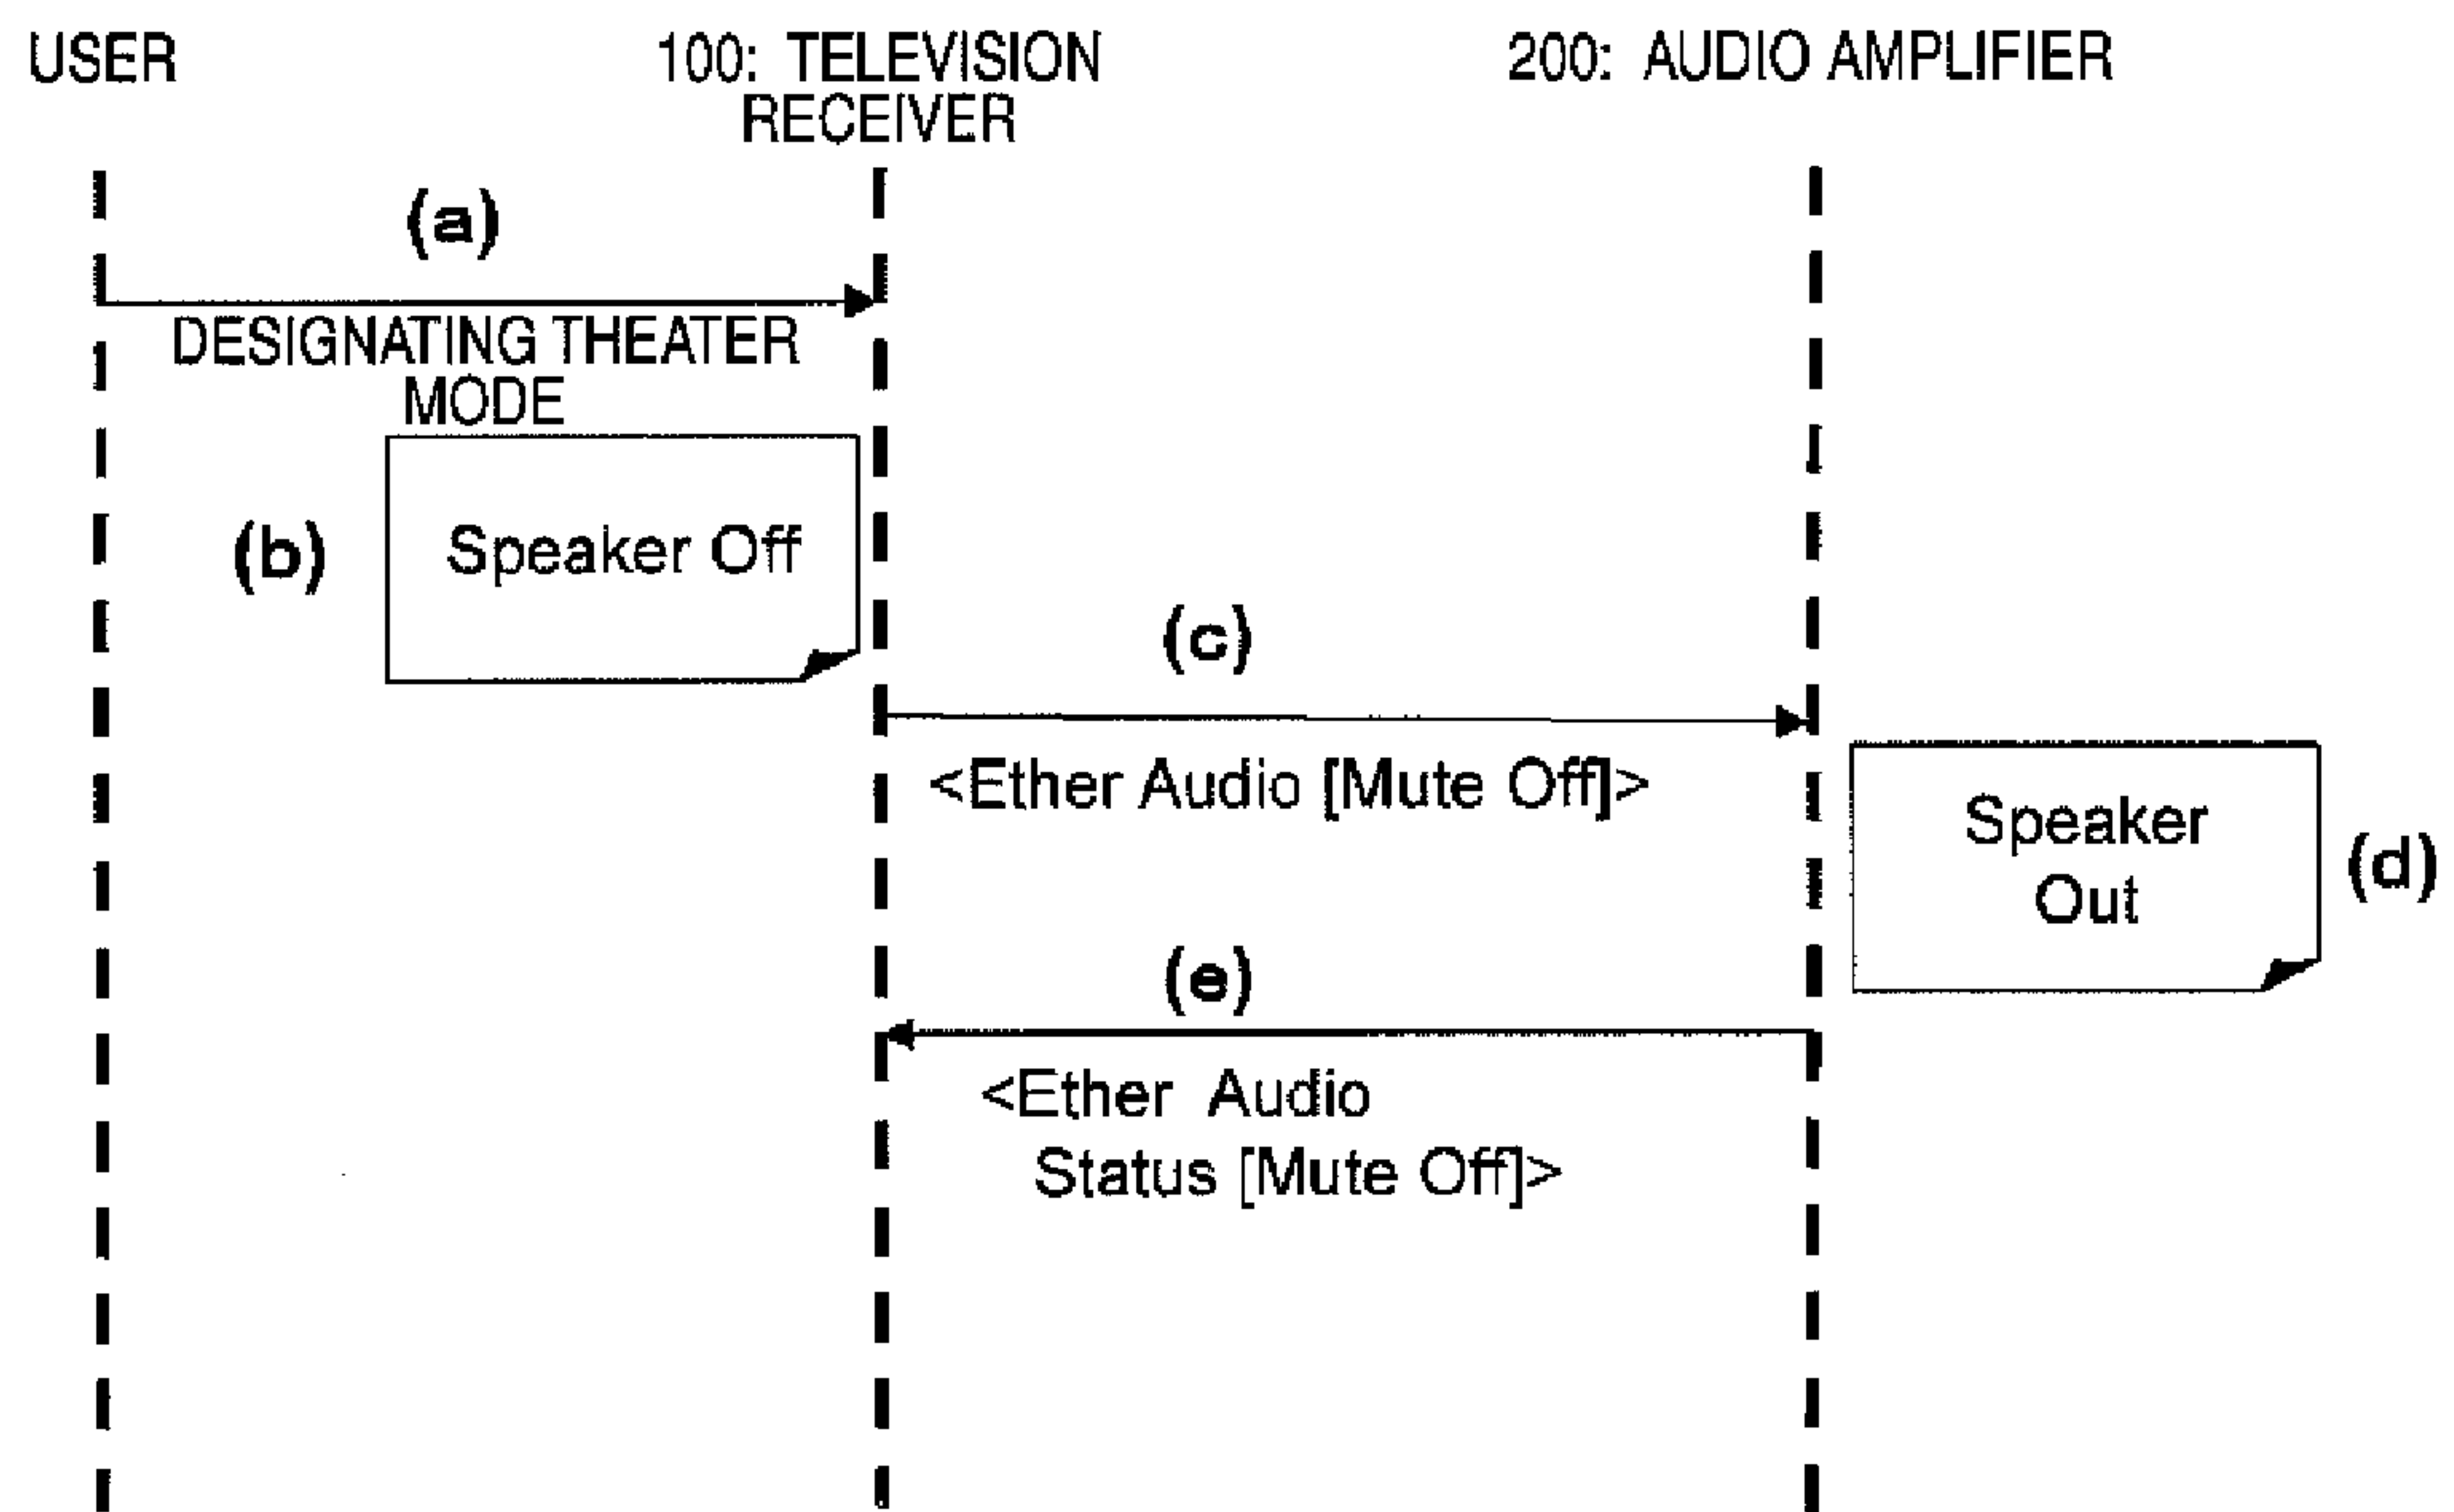 USER
100: TELEVISION
RECEIVER
200: AUDIO AMPLIFIER
(a)
DESIGNATING THEATER
MODE
(b)
Speaker Off
(c)
<Ether Audio [Mute Off]>
Speaker
Out
(d)
(e)
<Ether Audio
Status [Mute Off]>